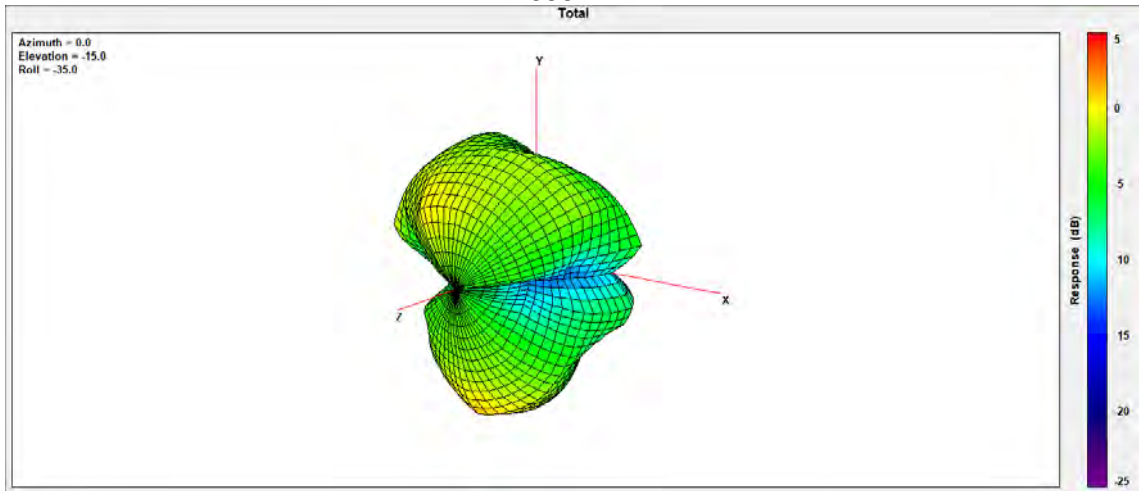 Total
Azimuth = 0.0
Elevation = -15.0
Roll = -35.0
Y
X
Z
5
0
5
10
15
-20
-25
Response (dB)